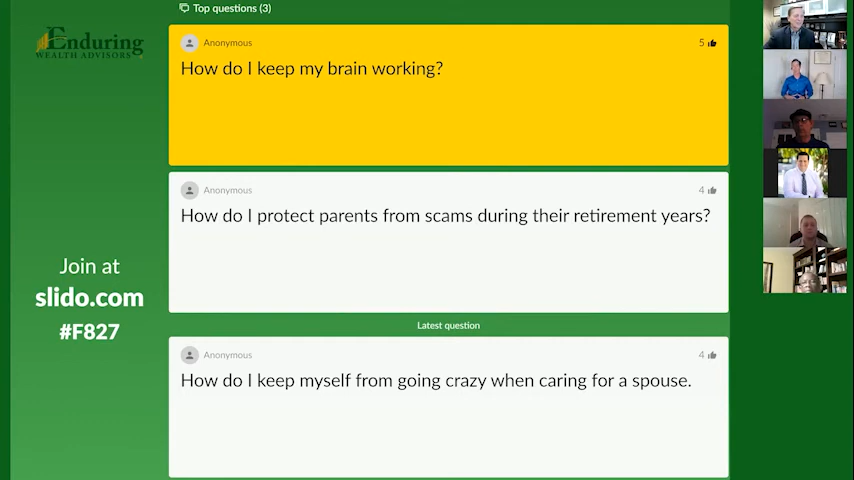 Top questions (3)
Enduring
WEALTH ADVISORS
Anonymous
5
How do I keep my brain working?
Anonymous
4
How do I protect parents from scams during their retirement years?
Join at
slido.com
#F827
Latest question
Anonymous
4
How do I keep myself from going crazy when caring for a spouse.